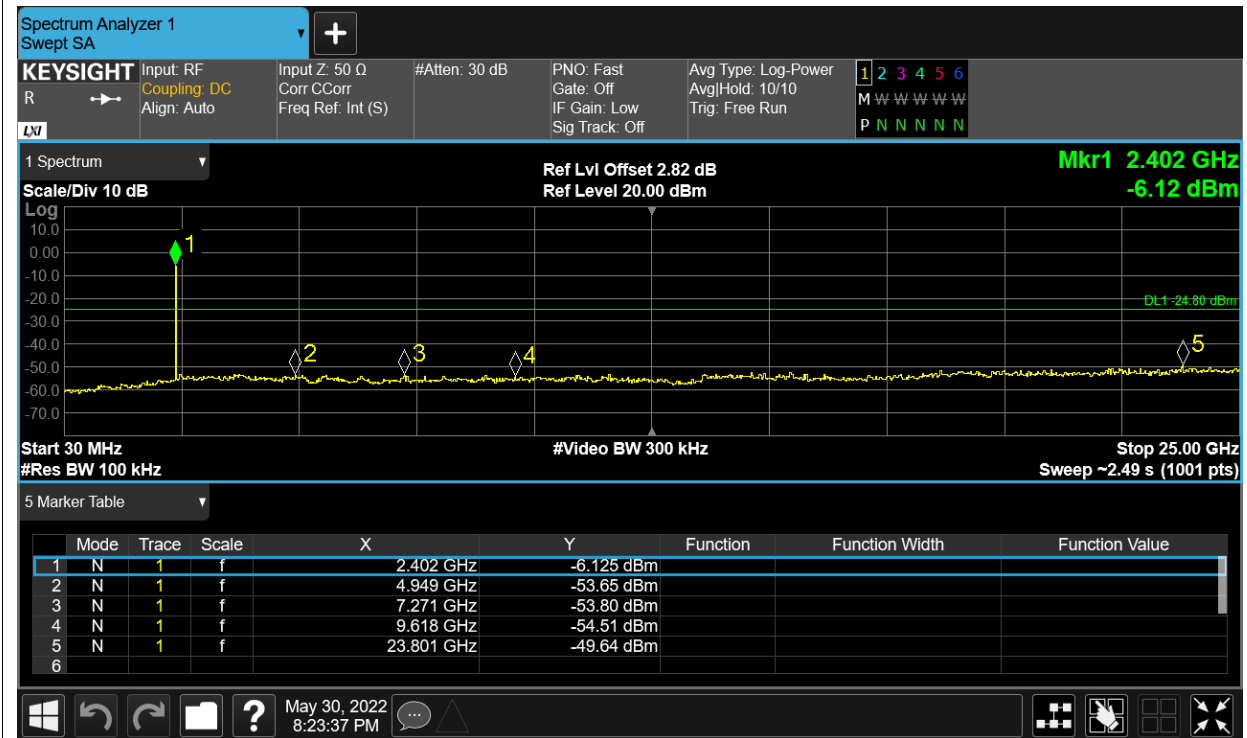 Spectrum Analyzer 1
Swept SA
+
KEYSIGHT
R
LXI
Input: RF
Coupling: DC
Align: Auto
Input Z: 50 Ω
Corr CCorr
Freq Ref: Int (S)
#Atten: 30 dB
PNO: Fast
Gate: Off
IF Gain: Low
Sig Track: Off
Avg Type: Log-Power
Avg|Hold: 10/10
Trig: Free Run
1 2 3 4 5 6
M W W W W W
P N N N N N
1 Spectrum
Scale/Div 10 dB
Ref Lvl Offset 2.82 dB
Ref Level 20.00 dBm
Mkr1 2.402 GHz
-6.12 dBm
Log
10.0
0.00
-10.0
-20.0
-30.0
-40.0
-50.0
-60.0
-70.0
1
2
3
4
5
DL1 -24.80 dBm
Start 30 MHz
#Video BW 300 kHz
Stop 25.00 GHz
#Res BW 100 kHz
Sweep ~2.49 s (1001 pts)
5 Marker Table
Mode Trace Scale X Y Function Function Width Function Value
1 N 1 f 2.402 GHz -6.125 dBm
2 N 1 f 4.949 GHz -53.65 dBm
3 N 1 f 7.271 GHz -53.80 dBm
4 N 1 f 9.618 GHz -54.51 dBm
5 N 1 f 23.801 GHz -49.64 dBm
6
?
May 30, 2022
8:23:37 PM